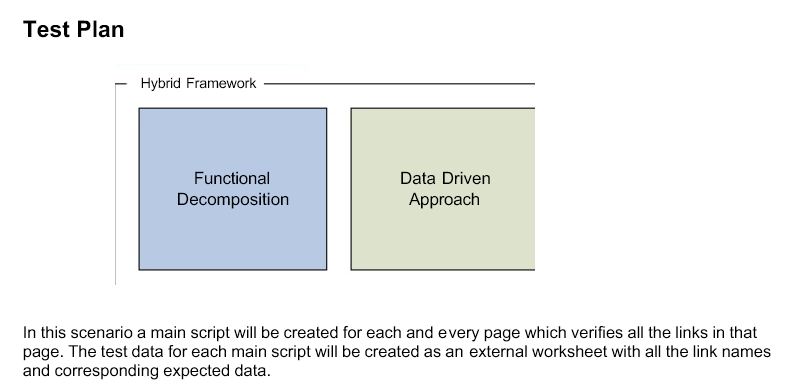 Test Plan
Hybrid Framework
Functional
Decomposition
Data Driven
Approach
In this scenario a main script will be created for each and every page which verifies all the links in that
page. The test data for each main script will be created as an external worksheet with all the link names
and corresponding expected data.